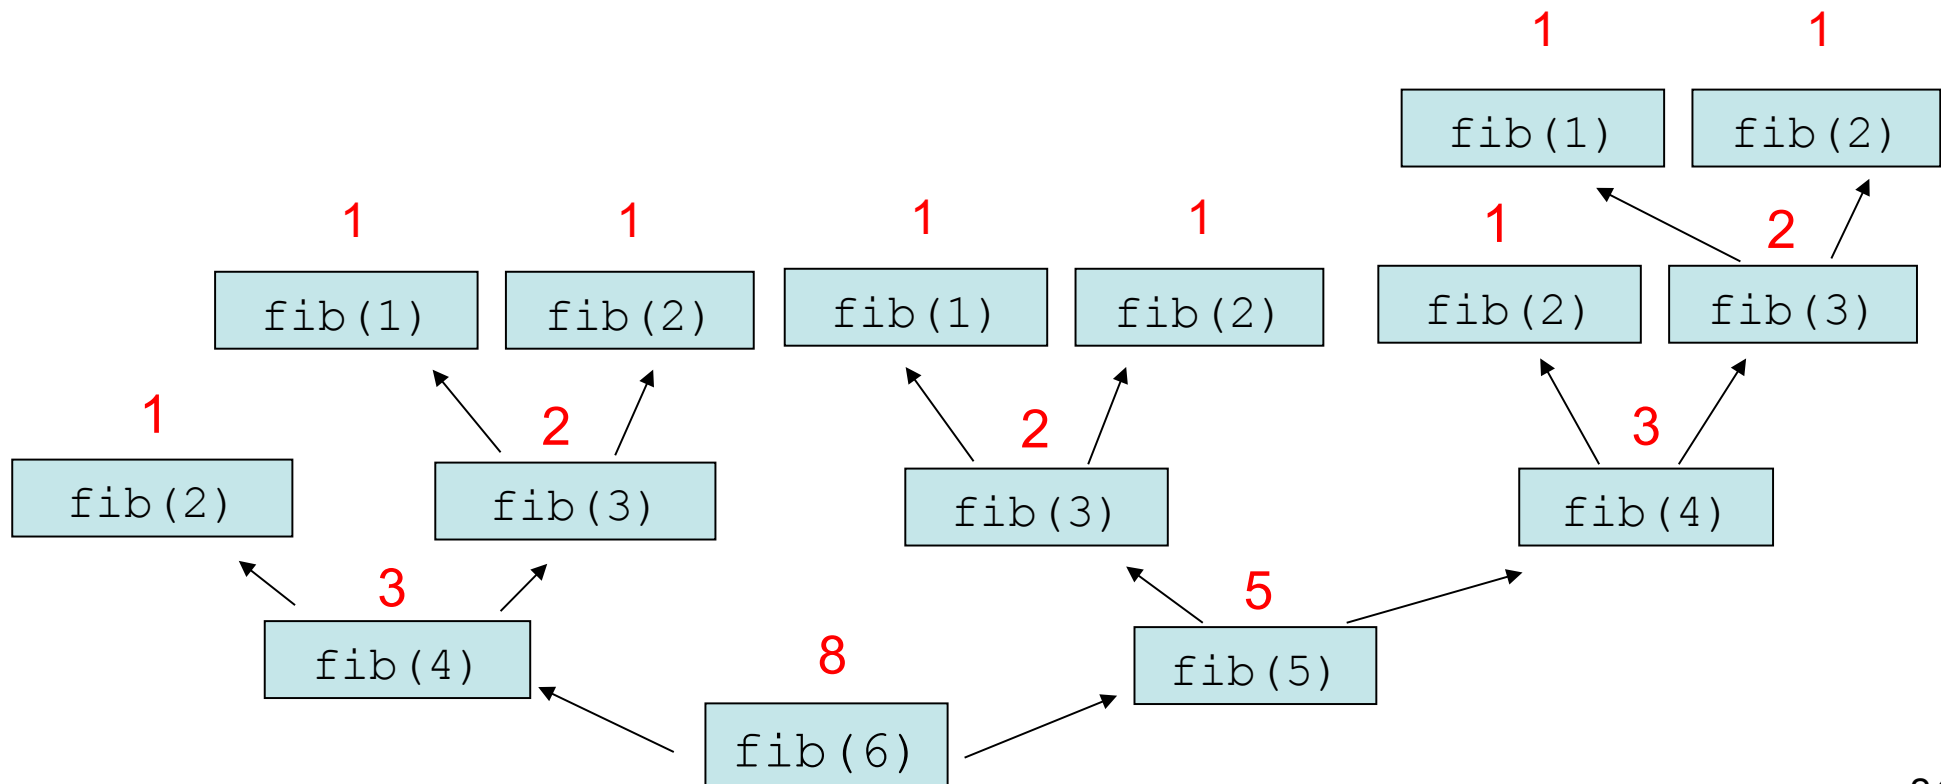 1 1
fib(1) fib(2)
1 1 1 1 1 2
fib(1) fib(2) fib(1) fib(2) fib(2) fib(3)
1 2 2 3
fib(2) fib(3) fib(3) fib(4)
3 5
fib(4) fib(5)
8
fib(6)